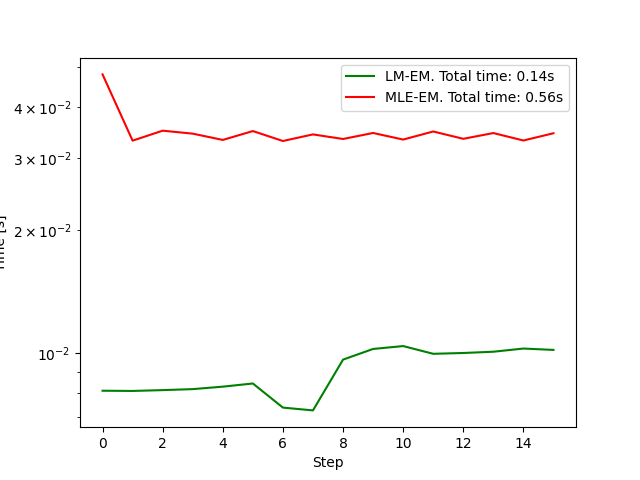 LM-EM. Total time: 0.14s
MLE-EM. Total time: 0.56s
4 × 10⁻²
3 × 10⁻²
2 × 10⁻²
10⁻²
[s]
0 2 4 6 8 10 12 14
Step